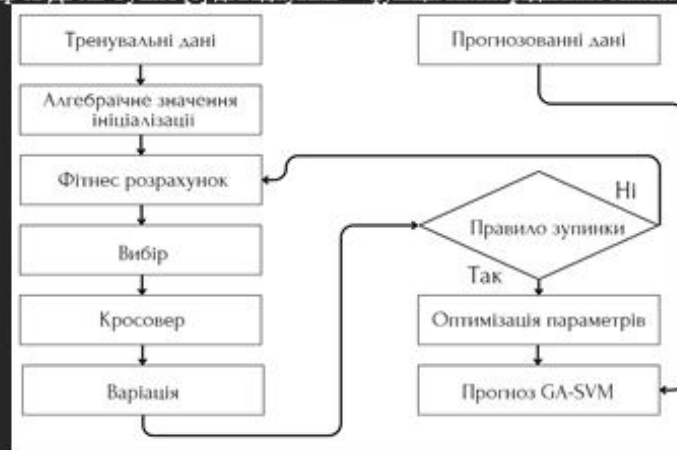 Тренувальні дані
Алгебраїчне значення
ініціалізації
Фітнес розрахунок
Вибір
Кросовер
Варіація
Прогнозованні дані
Ні
Правило зупинки
Так
Оптимізація параметрів
Прогноз GA-SVM